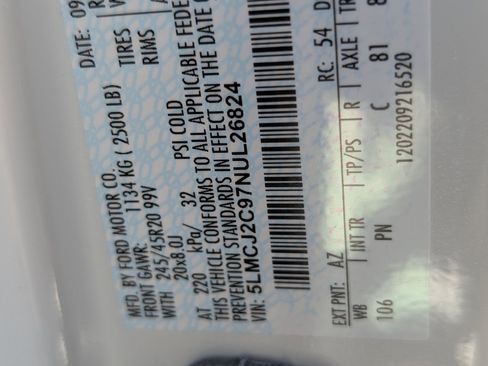 MFD. BY FORD MOTOR CO.
DATE: 09
FRONT GAWR:
1134 KG ( 2500 LB)
WITH
245/45R20 99V
TIRES
20x8.0J
RIMS
AT 220 kPa/ 32 PSI COLD
THIS VEHICLE CONFORMS TO ALL APPLICABLE FEDE
PREVENTION STANDARDS IN EFFECT ON THE DATE
VIN: 5LMCJ2C97NUL26824
EXT PNT: AZ
RC: 54
WB
INT TR
TP/PS
R
AXLE
TR
106
PN
C
81
8
1202209216520